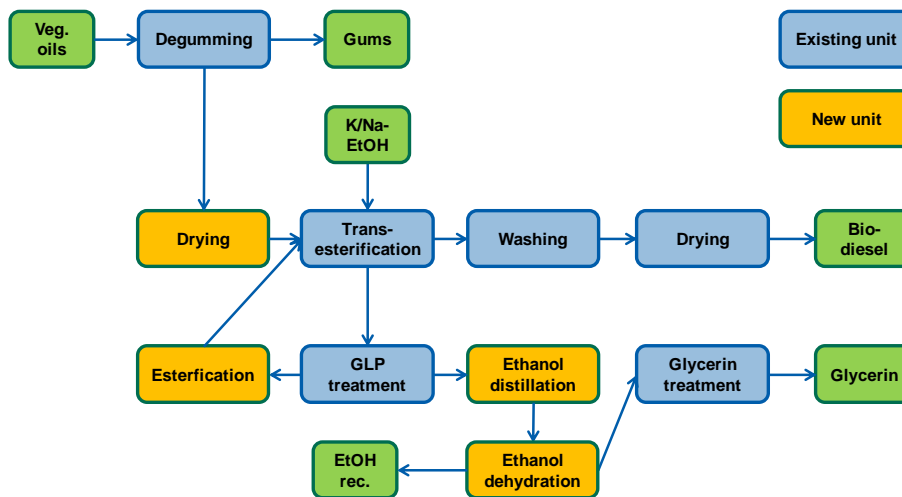 Veg.
oils
Degumming
Gums
Existing unit
New unit
K/Na-
EtOH
Drying
Trans-
esterification
Washing
Drying
Bio-
diesel
Esterfication
GLP
treatment
Ethanol
distillation
Glycerin
treatment
Glycerin
EtOH
rec.
Ethanol
dehydration